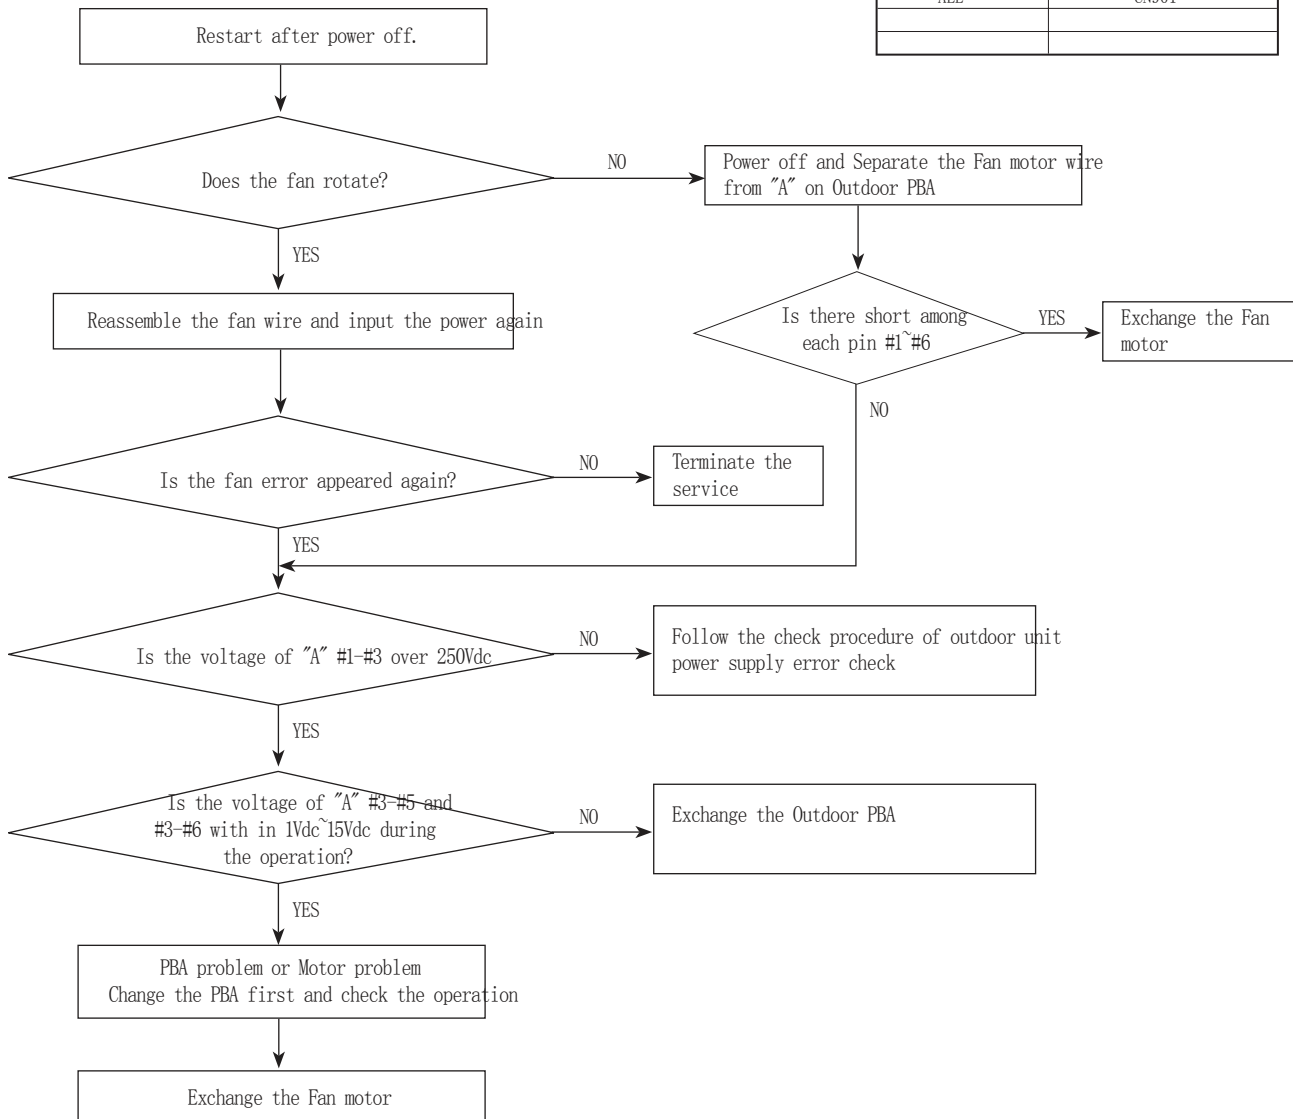 Restart after power off.
Does the fan rotate?
NO
Power off and Separate the Fan motor wire
from "A" on Outdoor PBA
YES
Reassemble the fan wire and input the power again
Is there short among
each pin #1~#6
YES
Exchange the Fan
motor
NO
Is the fan error appeared again?
NO
Terminate the
service
YES
Is the voltage of "A" #1-#3 over 250Vdc
NO
Follow the check procedure of outdoor unit
power supply error check
YES
Is the voltage of "A" #3-#5 and
#3-#6 with in 1Vdc~15Vdc during
the operation?
NO
Exchange the Outdoor PBA
YES
PBA problem or Motor problem
Change the PBA first and check the operation
Exchange the Fan motor